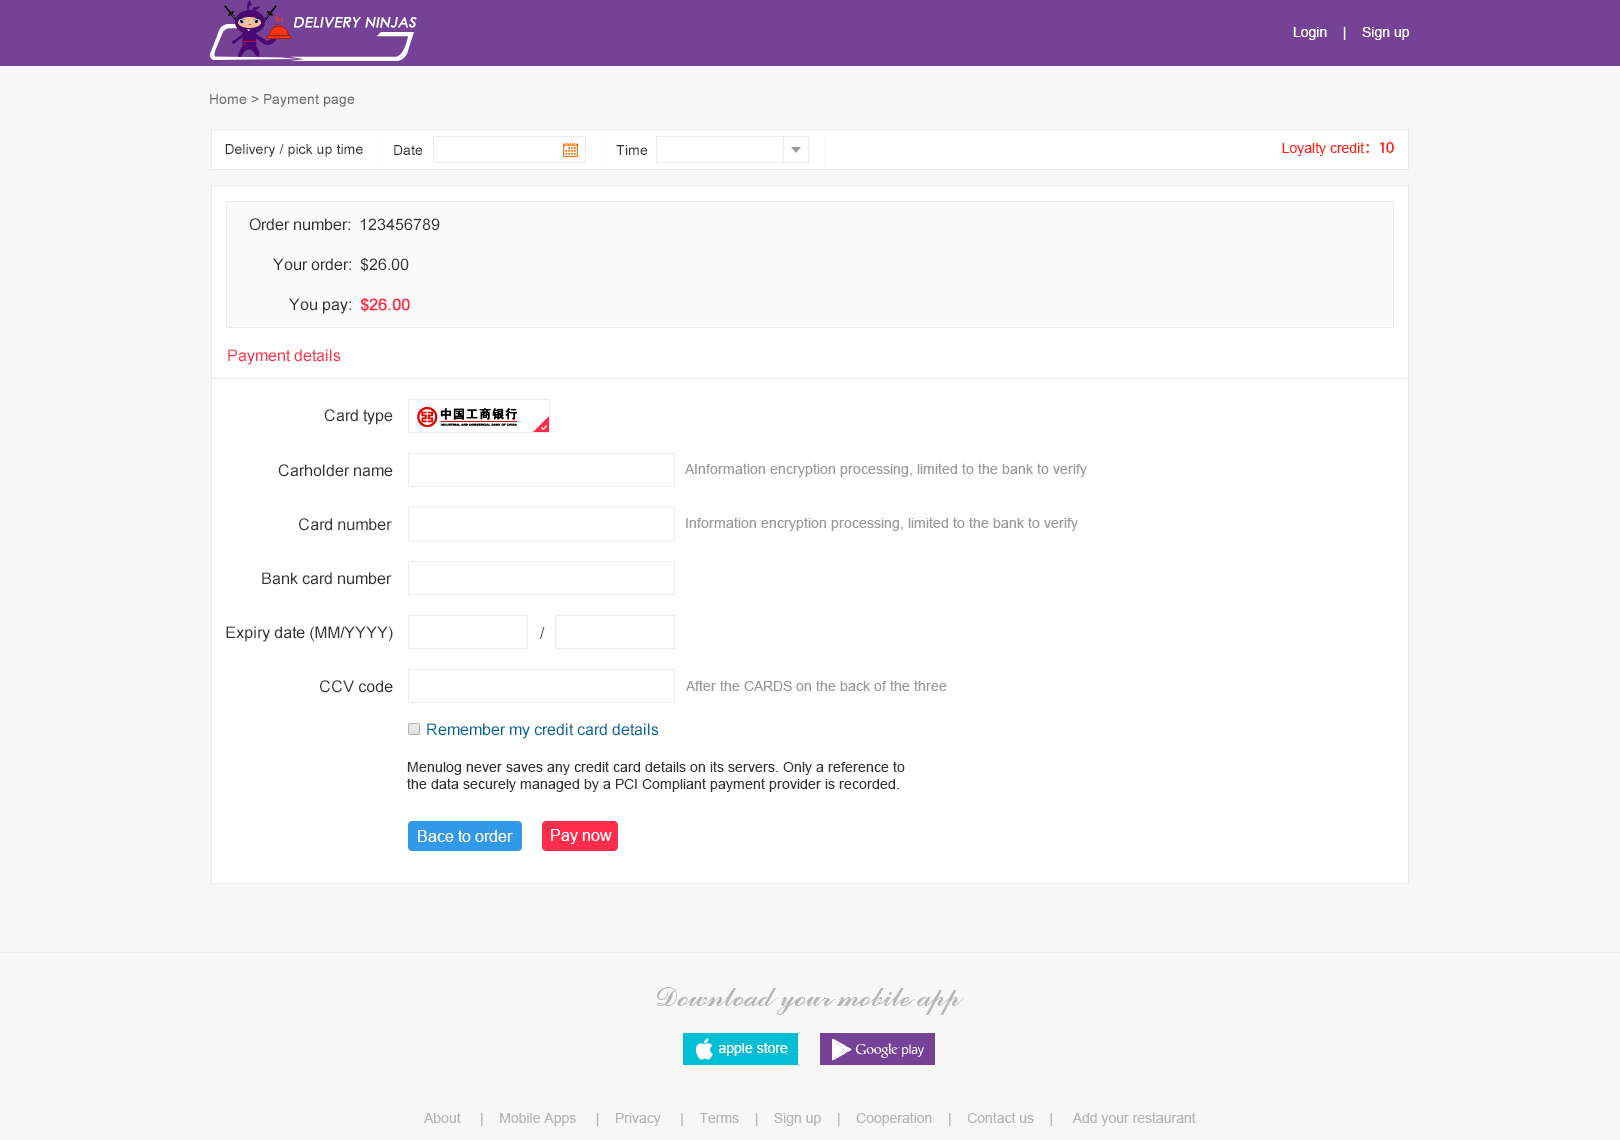 DELIVERY NINJAS
Login | Sign up
Home > Payment page
Delivery / pick up time Date Time Loyalty credit: 10
Order number: 123456789
Your order: $26.00
You pay: $26.00
Payment details
Card type 中国工商银行
INDUSTRIAL AND COMMERCIAL BANK OF CHINA
Carholder name AInformation encryption processing, limited to the bank to verify
Card number Information encryption processing, limited to the bank to verify
Bank card number
Expiry date (MM/YYYY) /
CCV code After the CARDS on the back of the three
Remember my credit card details
Menulog never saves any credit card details on its servers. Only a reference to
the data securely managed by a PCI Compliant payment provider is recorded.
Bace to order Pay now
Download your mobile app
apple store Google play
About | Mobile Apps | Privacy | Terms | Sign up | Cooperation | Contact us | Add your restaurant